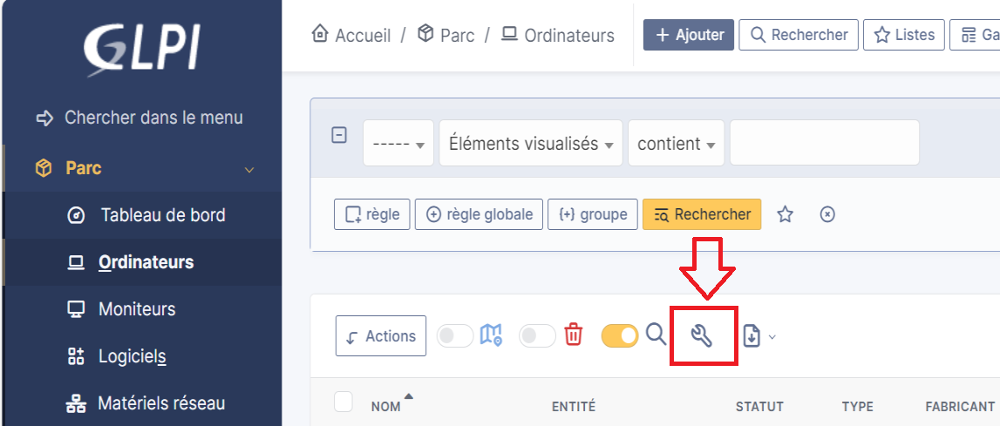 GLPI
Chercher dans le menu
Parc
Tableau de bord
Ordinateurs
Moniteurs
Logiciels
Matériels réseau
Accueil / Parc / Ordinateurs
+ Ajouter
Rechercher
Listes
Ga
----- Éléments visualisés contient
règle
règle globale
{+} groupe
Rechercher
Actions
NOM ENTITÉ STATUT TYPE FABRICANT